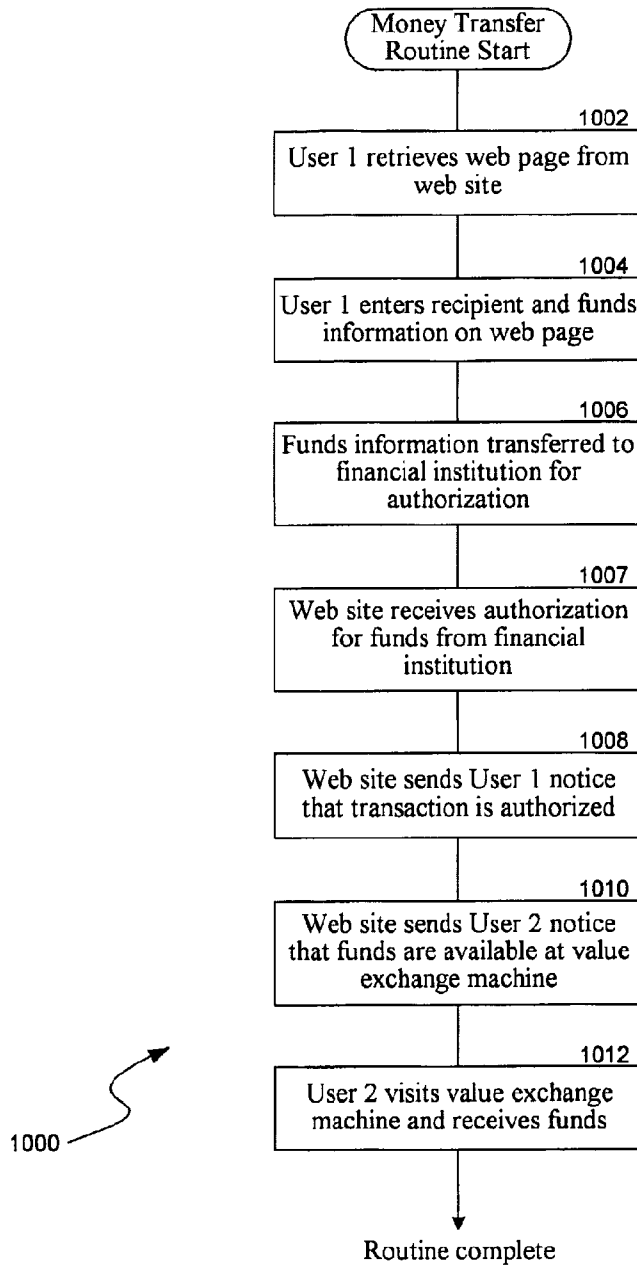 Money Transfer
Routine Start
1002
User 1 retrieves web page from
web site
1004
User 1 enters recipient and funds
information on web page
1006
Funds information transferred to
financial institution for
authorization
1007
Web site receives authorization
for funds from financial
institution
1008
Web site sends User 1 notice
that transaction is authorized
1010
Web site sends User 2 notice
that funds are available at value
exchange machine
1012
User 2 visits value exchange
machine and receives funds
1000
Routine complete